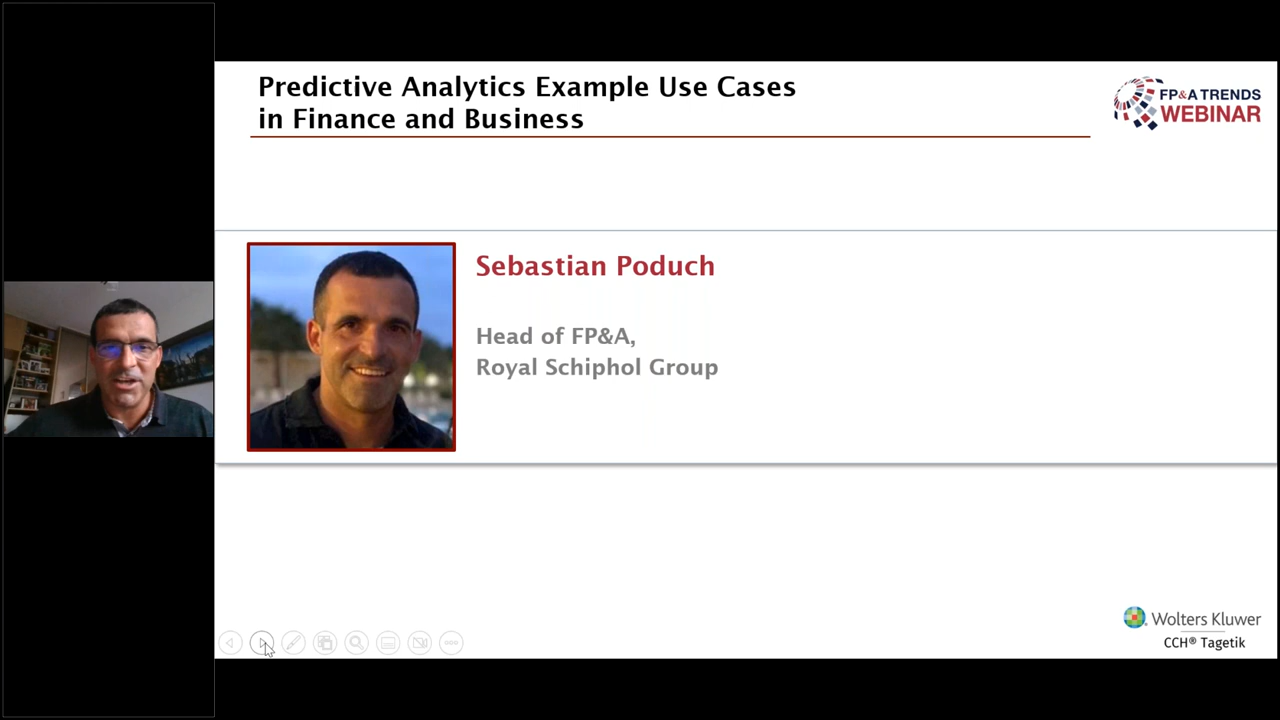 Predictive Analytics Example Use Cases
in Finance and Business
FP&A TRENDS
WEBINAR
Sebastian Poduch
Head of FP&A,
Royal Schiphol Group
Wolters Kluwer
CCH® Tagetik